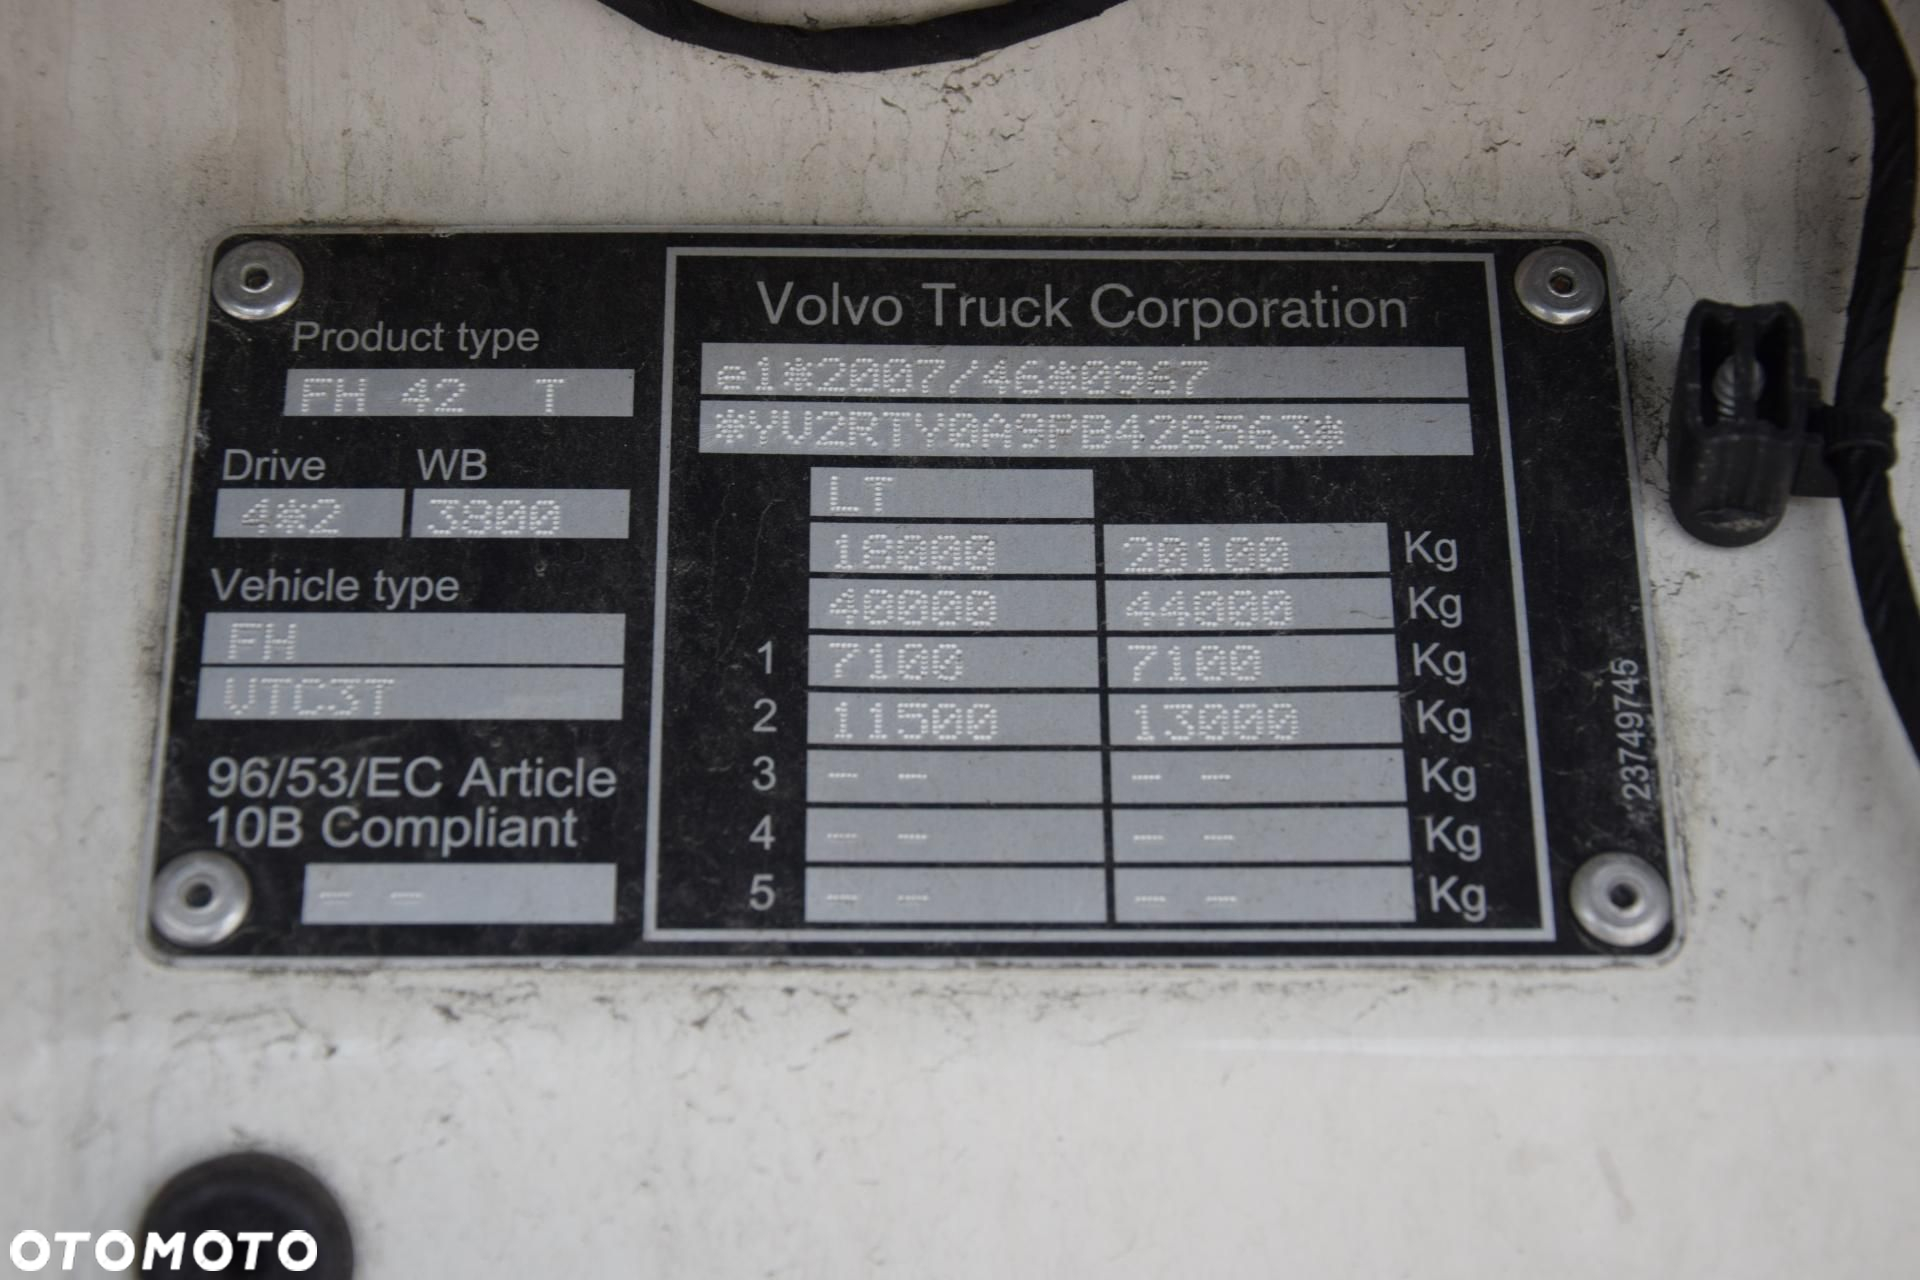 Product type
FH 42 T
Drive WB
4*2 3800
Vehicle type
FH
VTC3T
96/53/EC Article
10B Compliant
-- --
Volvo Truck Corporation
e1*2007/46*0987
*YV2RTY0A9PB428563*
LT
18000 20100 Kg
40000 44000 Kg
1 7100 7100 Kg
2 11500 13000 Kg
3 -- -- -- -- Kg
4 -- -- -- -- Kg
5 -- -- -- -- Kg
23749745
OTOMOTO